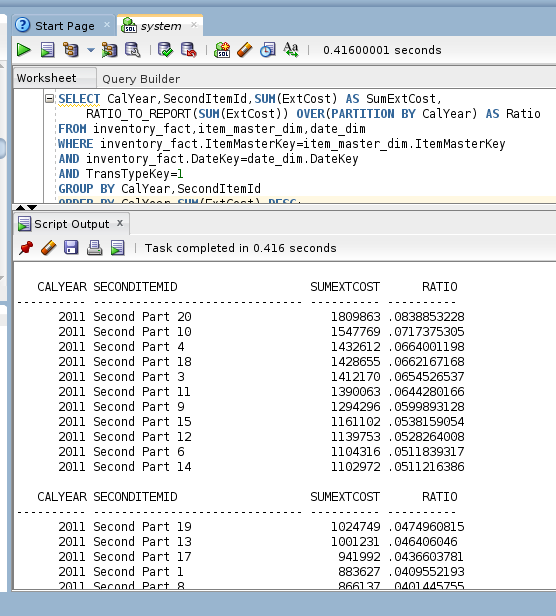 Start Page × system ×
SQL
Aa 0.41600001 seconds
Worksheet Query Builder
SELECT CalYear,SecondItemId,SUM(ExtCost) AS SumExtCost,
RATIO_TO_REPORT(SUM(ExtCost)) OVER(PARTITION BY CalYear) AS Ratio
FROM inventory_fact,item_master_dim,date_dim
WHERE inventory_fact.ItemMasterKey=item_master_dim.ItemMasterKey
AND inventory_fact.DateKey=date_dim.DateKey
AND TransTypeKey=1
GROUP BY CalYear,SecondItemId
ORDER BY CalYear,SUM(ExtCost) DESC;
Script Output ×
Task completed in 0.416 seconds
CALYEAR SECONDITEMID SUMEXTCOST RATIO
---------- ------------------------------ ---------- ----------
2011 Second Part 20 1809863 .0838853228
2011 Second Part 10 1547769 .0717375305
2011 Second Part 4 1432612 .0664001198
2011 Second Part 18 1428655 .0662167168
2011 Second Part 3 1412170 .0654526537
2011 Second Part 11 1390063 .0644280166
2011 Second Part 9 1294296 .0599893128
2011 Second Part 15 1161102 .0538159054
2011 Second Part 12 1139753 .0528264008
2011 Second Part 6 1104316 .0511839317
2011 Second Part 14 1102972 .0511216386
CALYEAR SECONDITEMID SUMEXTCOST RATIO
---------- ------------------------------ ---------- ----------
2011 Second Part 19 1024749 .0474960815
2011 Second Part 13 1001231 .046406046
2011 Second Part 17 941992 .0436603781
2011 Second Part 1 883627 .0409552193
2011 Second Part 8 866137 .0401445755